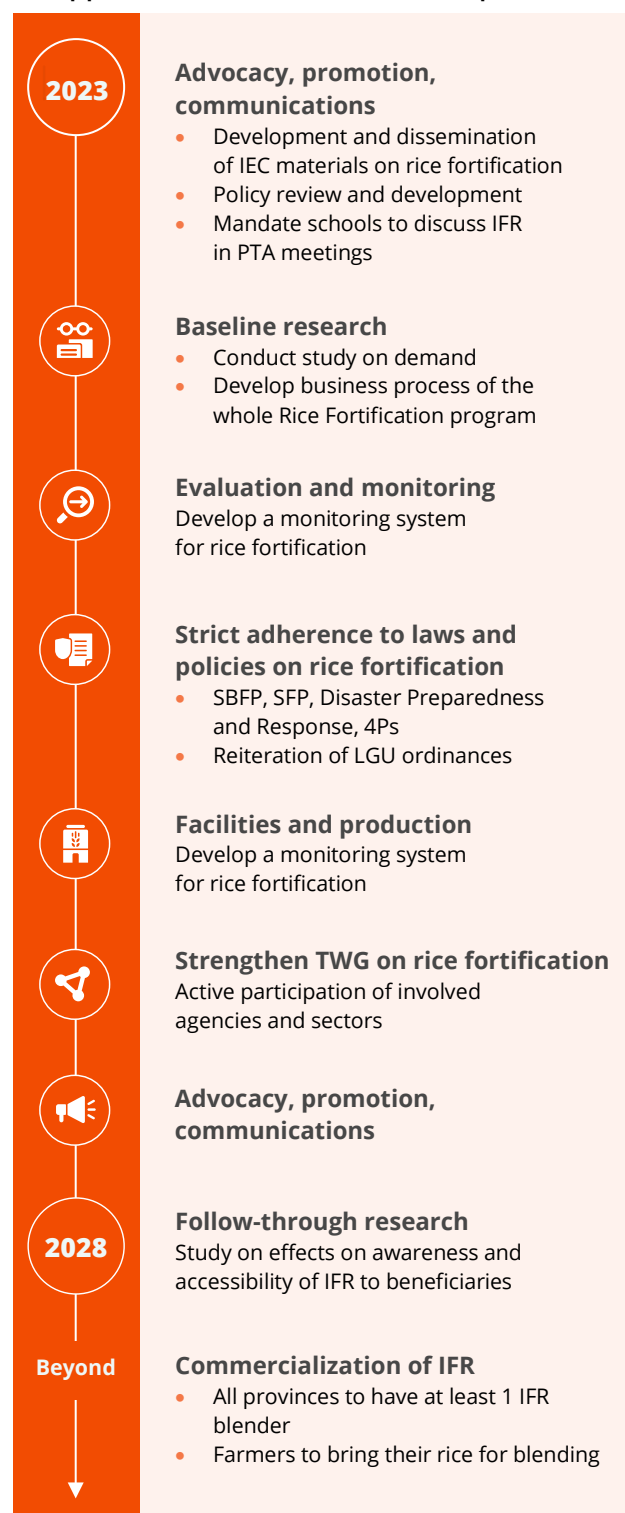 2023
Advocacy, promotion,
communications
• Development and dissemination
of IEC materials on rice fortification
• Policy review and development
• Mandate schools to discuss IFR
in PTA meetings
Baseline research
• Conduct study on demand
• Develop business process of the
whole Rice Fortification program
Evaluation and monitoring
Develop a monitoring system
for rice fortification
Strict adherence to laws and
policies on rice fortification
• SBFP, SFP, Disaster Preparedness
and Response, 4Ps
• Reiteration of LGU ordinances
Facilities and production
Develop a monitoring system
for rice fortification
Strengthen TWG on rice fortification
Active participation of involved
agencies and sectors
Advocacy, promotion,
communications
2028
Follow-through research
Study on effects on awareness and
accessibility of IFR to beneficiaries
Beyond
Commercialization of IFR
• All provinces to have at least 1 IFR
blender
• Farmers to bring their rice for blending